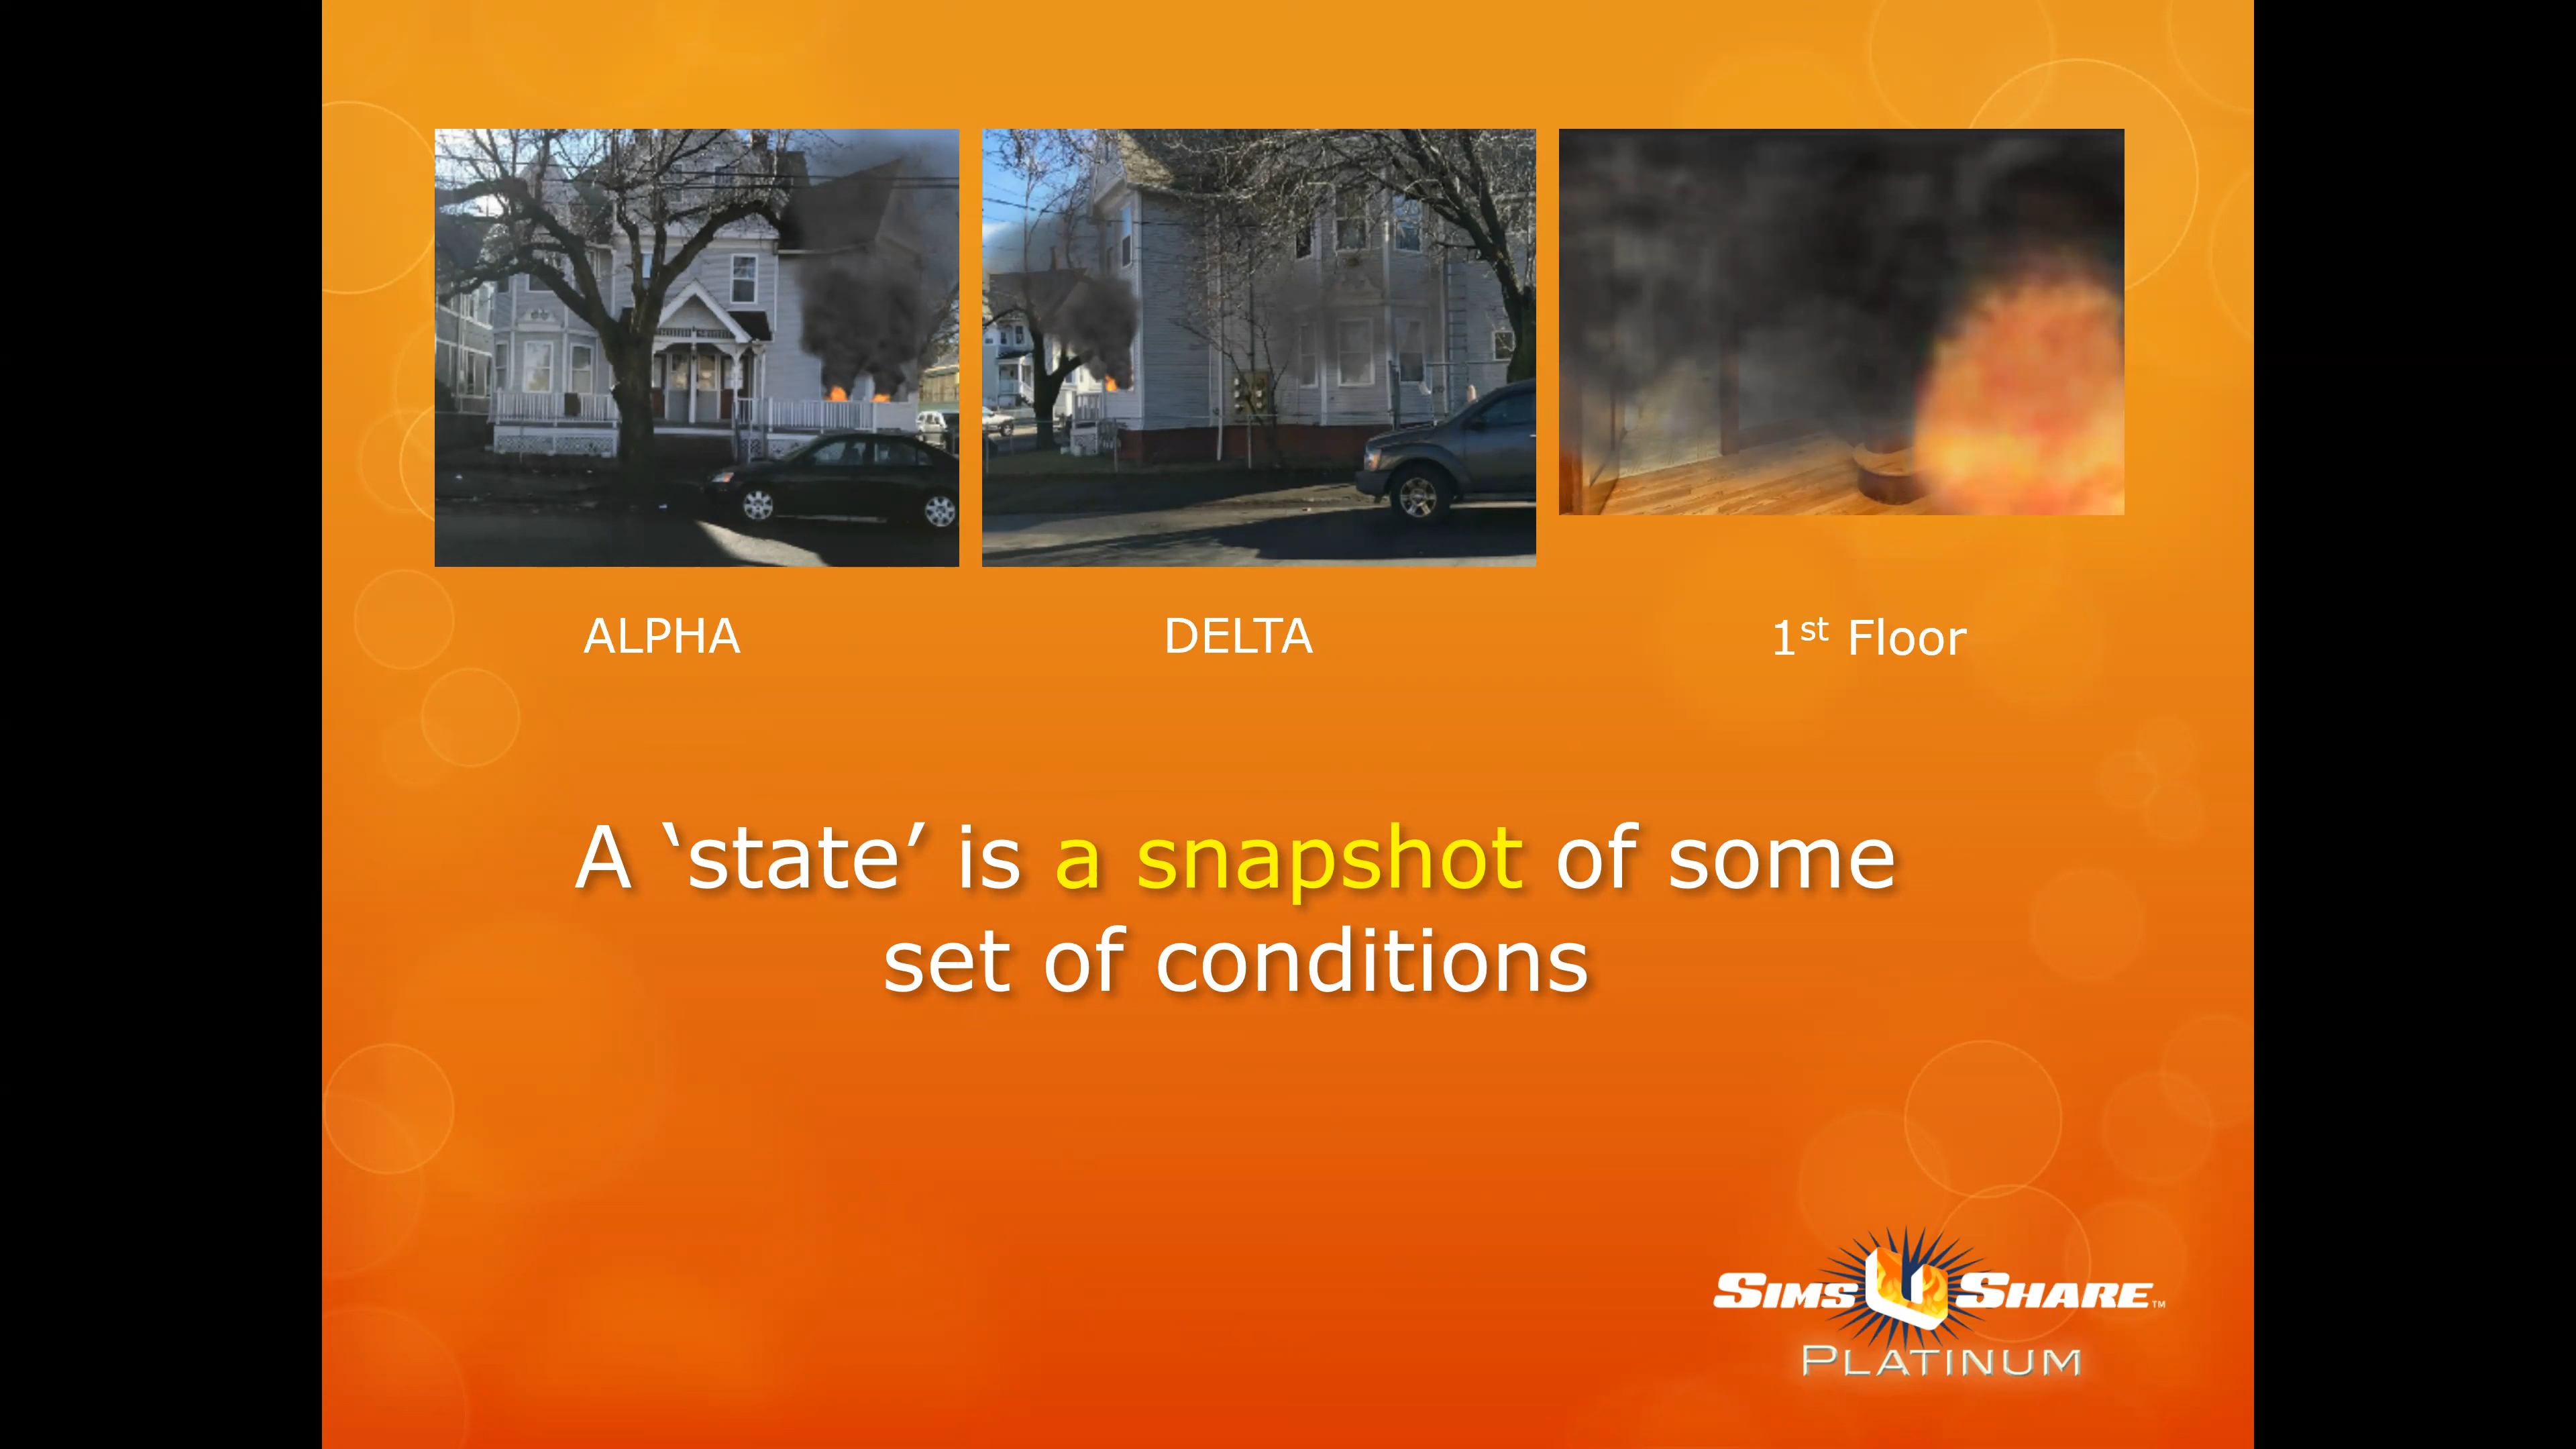 ALPHA
DELTA
1st Floor
A ‘state’ is a snapshot of some
set of conditions
SIMS U SHARE™
PLATINUM